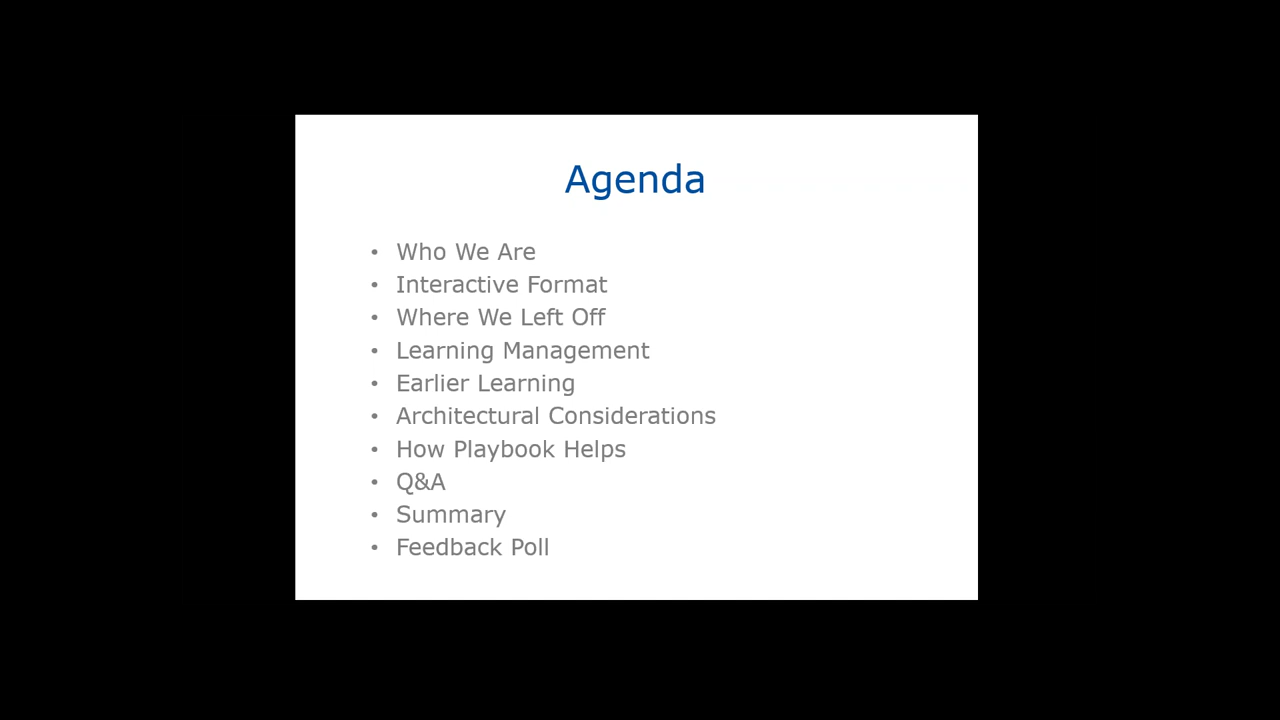 Agenda
• Who We Are
• Interactive Format
• Where We Left Off
• Learning Management
• Earlier Learning
• Architectural Considerations
• How Playbook Helps
• Q&A
• Summary
• Feedback Poll